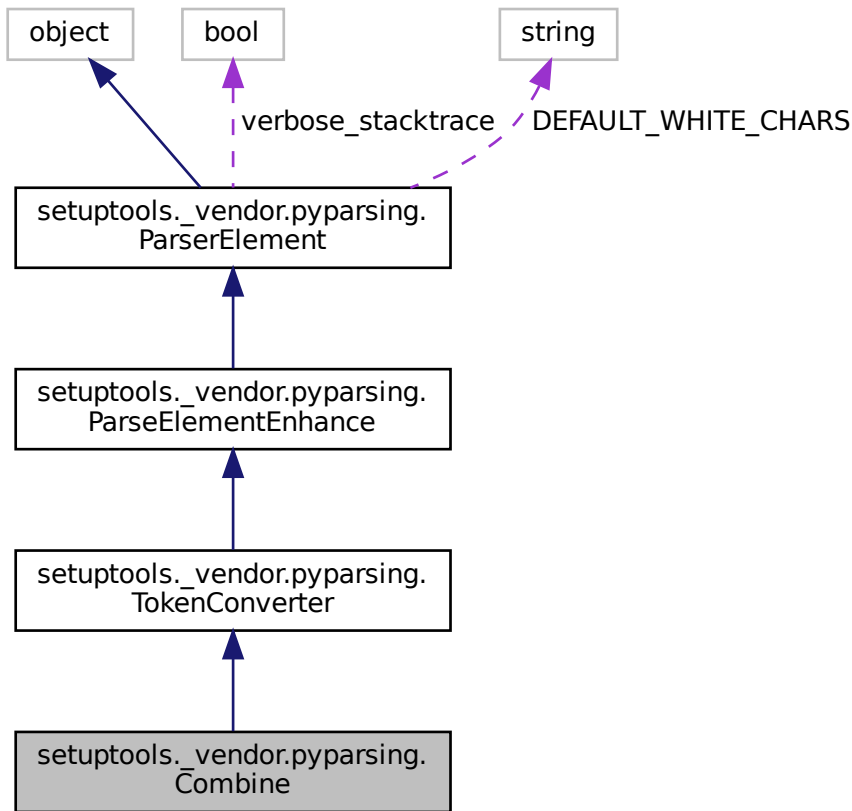 object
bool
string
verbose_stacktrace
DEFAULT_WHITE_CHARS
setuptools._vendor.pyparsing.
ParserElement
setuptools._vendor.pyparsing.
ParseElementEnhance
setuptools._vendor.pyparsing.
TokenConverter
setuptools._vendor.pyparsing.
Combine